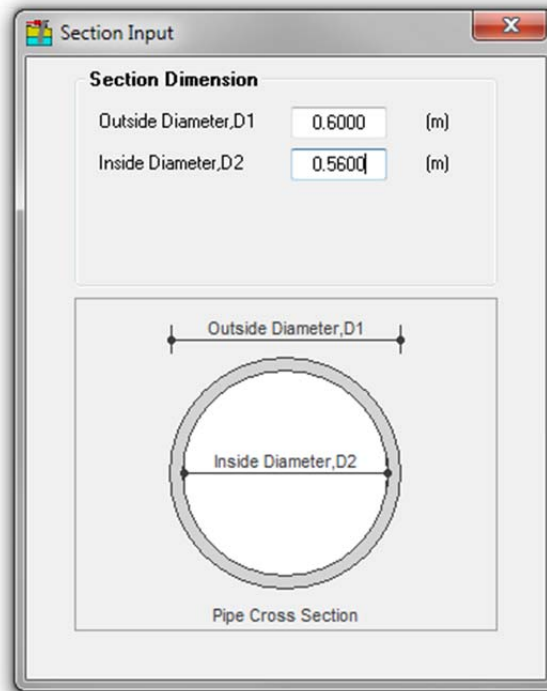 Section Input
Section Dimension
Outside Diameter,D1 0.6000 (m)
Inside Diameter,D2 0.5600 (m)
Outside Diameter,D1
Inside Diameter,D2
Pipe Cross Section